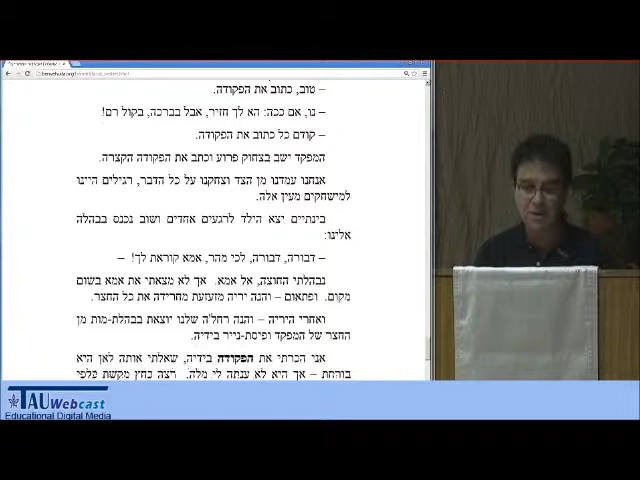 – טוב, כתוב את הפקודה.
– נו, אם ככה: הא לך חזיר, אבל בברכה, בקול רם!
– קודם כל כתוב את הפקודה.
המפקד ישב בצחוק פרוע וכתב את הפקודה הקצרה.
אנחנו עמדנו מן הצד וצחקנו על כל הדבר, רגילים היינו
למישחקים מעין אלה.
בינתיים יצא הילד לרגעים אחדים ושוב נכנס בבהלה
אלינו:
– דבורה, דבורה, לכי מהר, אמא קוראת לך! –
נבהלתי החוצה, אל אמא. אך לא מצאתי את אמא בשום
מקום. ופתאום – והנה יריה מזעזעת מחרידה את כל החצר.
ואחרי היריה – והנה רחל'ה שלנו יוצאת בבהלת-מות מן
החצר של המפקד ופיסת-נייר בידיה.
אני הכרתי את הפקודה בידיה, שאלתי אותה לאן היא
בורחת – אך היא לא ענתה לי מלה. רצה כחץ מקשת כלפי
TAU Webcast
Educational Digital Media